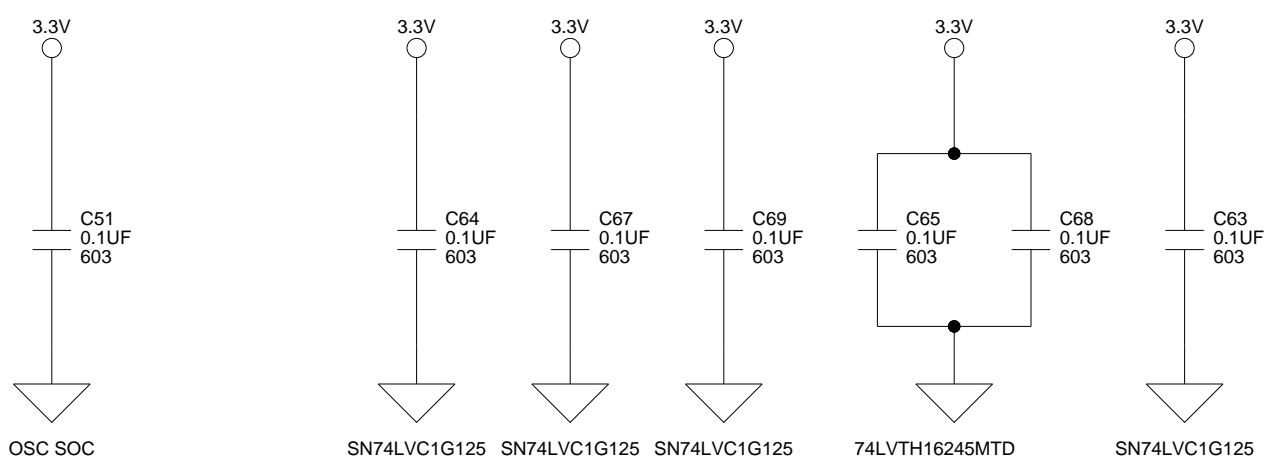 3.3V
3.3V
3.3V
3.3V
3.3V
3.3V
C51
0.1UF
603
C64
0.1UF
603
C67
0.1UF
603
C69
0.1UF
603
C65
0.1UF
603
C68
0.1UF
603
C63
0.1UF
603
OSC SOC
SN74LVC1G125
SN74LVC1G125
SN74LVC1G125
74LVTH16245MTD
SN74LVC1G125